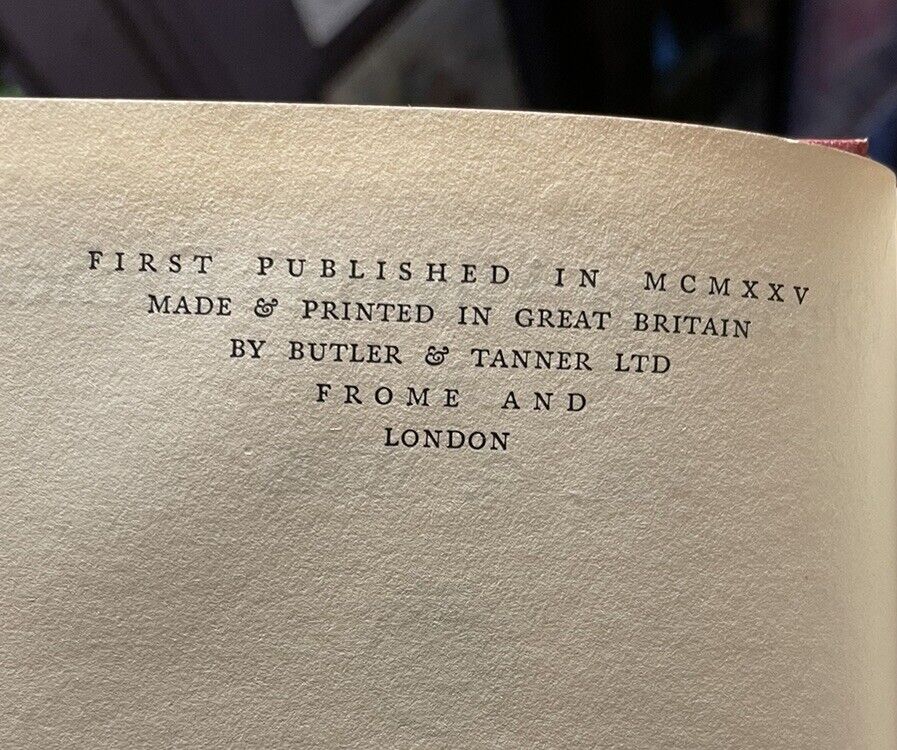 FIRST PUBLISHED IN MCMXXV
MADE & PRINTED IN GREAT BRITAIN
BY BUTLER & TANNER LTD
FROME AND
LONDON